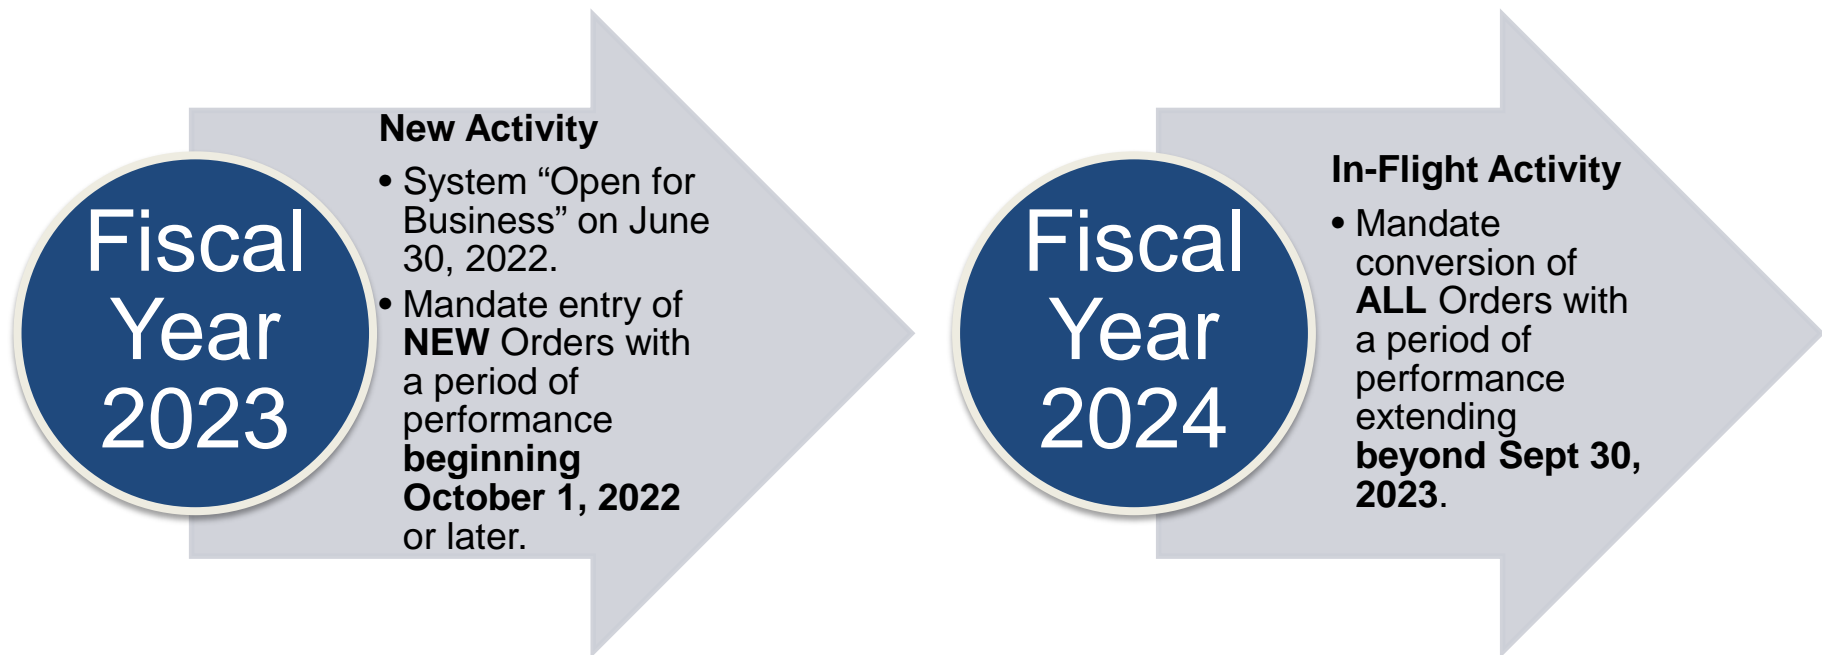 Fiscal
Year
2023
New Activity
• System “Open for
Business” on June
30, 2022.
• Mandate entry of
NEW Orders with
a period of
performance
beginning
October 1, 2022
or later.
Fiscal
Year
2024
In-Flight Activity
• Mandate
conversion of
ALL Orders with
a period of
performance
extending
beyond Sept 30,
2023.